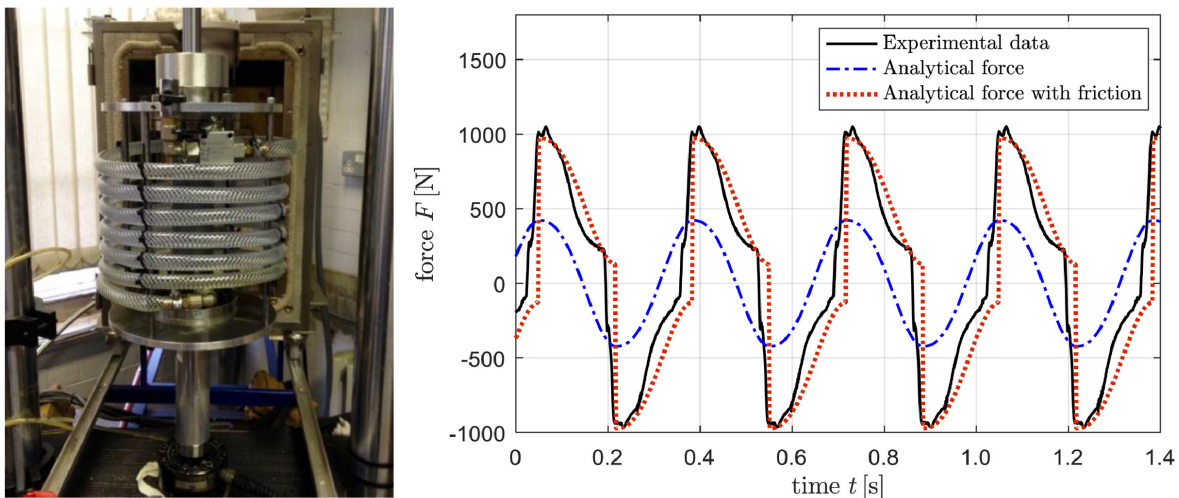 1500
1000
500
0
-500
-1000
force F [N]
Experimental data
Analytical force
Analytical force with friction
0 0.2 0.4 0.6 0.8 1.0 1.2 1.4
time t [s]